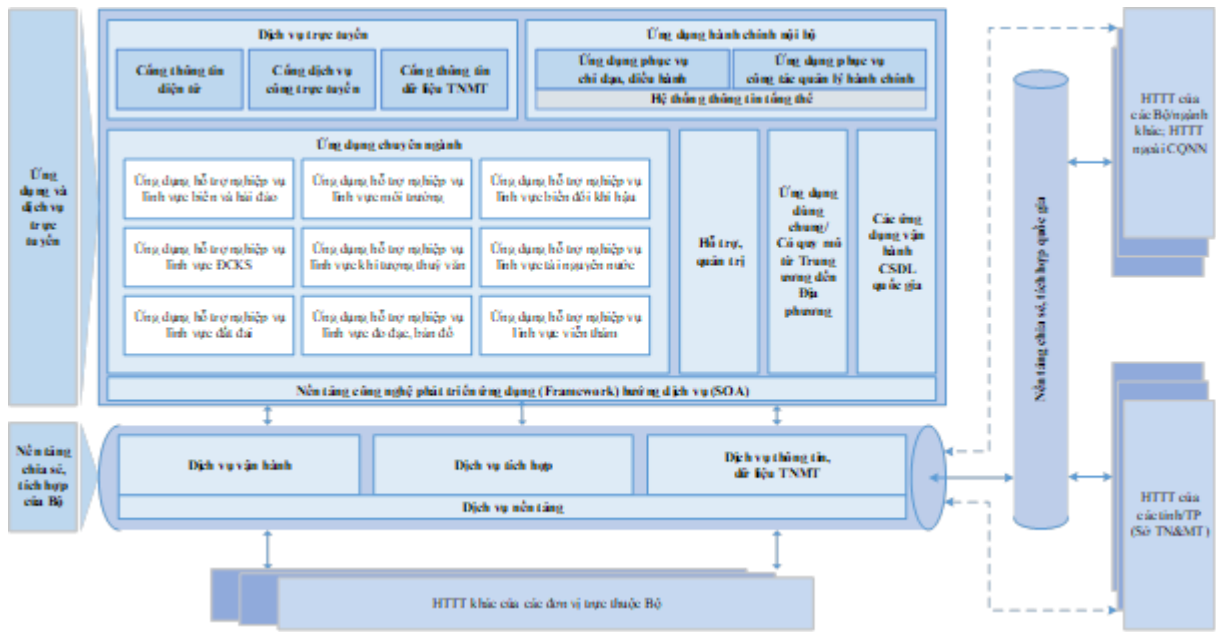 Ứng
dụng và
dịch vụ
trực
tuyến
Dịch vụ trực tuyến
Cổng thông tin
điện tử
Cổng dịch vụ
công trực tuyến
Cổng thông tin
dữ liệu TNMT
Ứng dụng hành chính nội bộ
Ứng dụng phục vụ
chỉ đạo, điều hành
Ứng dụng phục vụ
công tác quản lý hành chính
Hệ thống thông tin tổng thể
Ứng dụng chuyên ngành
Ứng dụng hỗ trợ nghiệp vụ
lĩnh vực biển và hải đảo
Ứng dụng hỗ trợ nghiệp vụ
lĩnh vực môi trường
Ứng dụng hỗ trợ nghiệp vụ
lĩnh vực biến đổi khí hậu
Ứng dụng hỗ trợ nghiệp vụ
lĩnh vực ĐCKS
Ứng dụng hỗ trợ nghiệp vụ
lĩnh vực khí tượng thuỷ văn
Ứng dụng hỗ trợ nghiệp vụ
lĩnh vực tài nguyên nước
Ứng dụng hỗ trợ nghiệp vụ
lĩnh vực đất đai
Ứng dụng hỗ trợ nghiệp vụ
lĩnh vực đo đạc, bản đồ
Ứng dụng hỗ trợ nghiệp vụ
lĩnh vực viễn thám
Hỗ trợ,
quản trị
Ứng dụng
dùng
chung/
Có quy mô
từ Trung
ương đến
Địa
phương
Các ứng
dụng vận
hành
CSDL
quốc gia
Nền tảng công nghệ phát triển ứng dụng (Framework) hướng dịch vụ (SOA)
Nền tảng
chia sẻ,
tích hợp
của Bộ
Dịch vụ vận hành
Dịch vụ tích hợp
Dịch vụ thông tin,
dữ liệu TNMT
Dịch vụ nền tảng
HTTT khác của các đơn vị trực thuộc Bộ
Nền tảng chia sẻ, tích hợp quốc gia
HTTT của
các Bộ/ngành
khác; HTTT
ngoài CQNN
HTTT của
các tỉnh/TP
(Sở TN&MT)